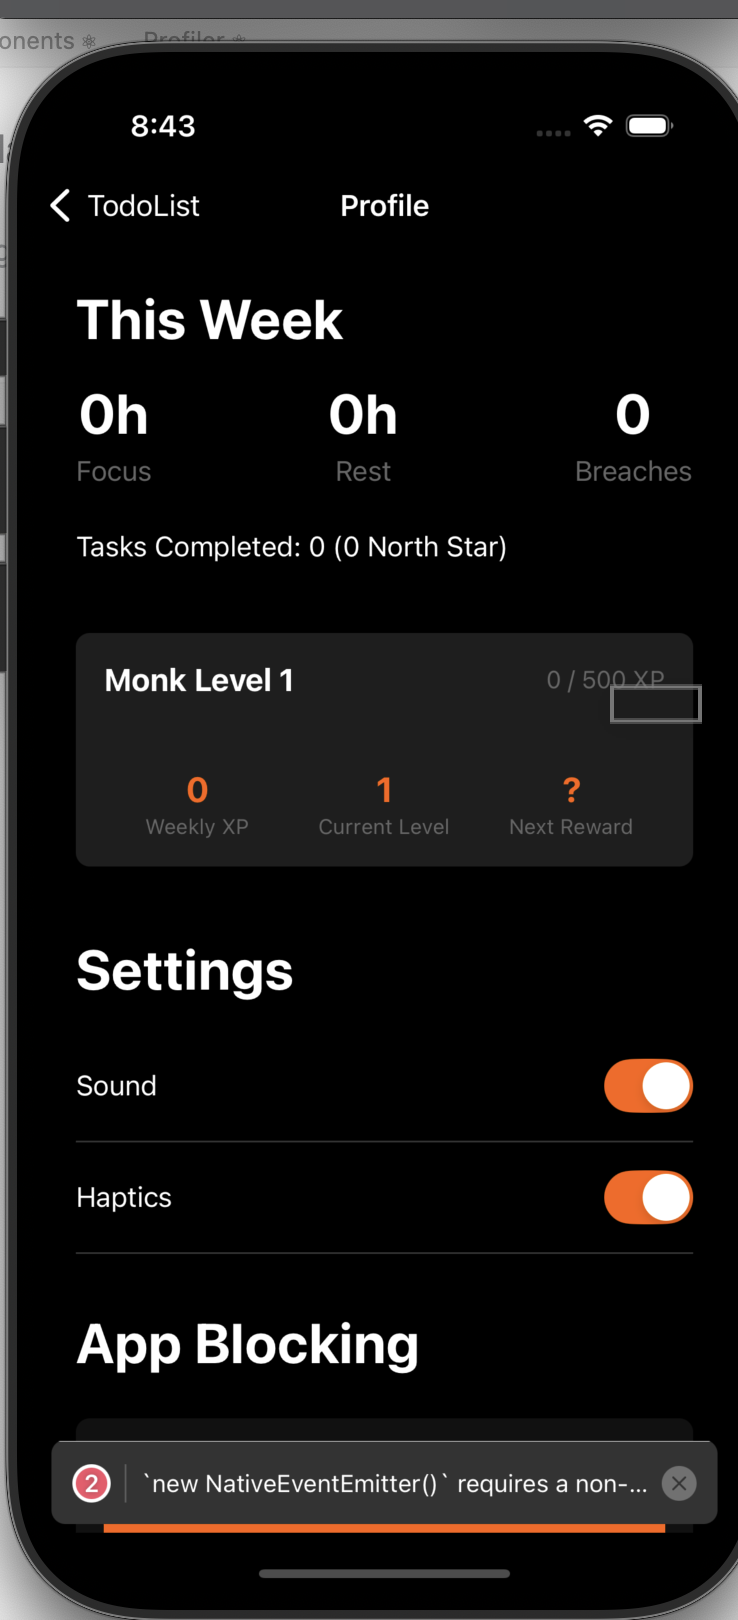 onents ⚛ Profiler ⚛
8:43
TodoList Profile
This Week
0h 0h 0
Focus Rest Breaches
Tasks Completed: 0 (0 North Star)
Monk Level 1 0 / 500 XP
0 1 ?
Weekly XP Current Level Next Reward
Settings
Sound
Haptics
App Blocking
2 `new NativeEventEmitter()` requires a non-...